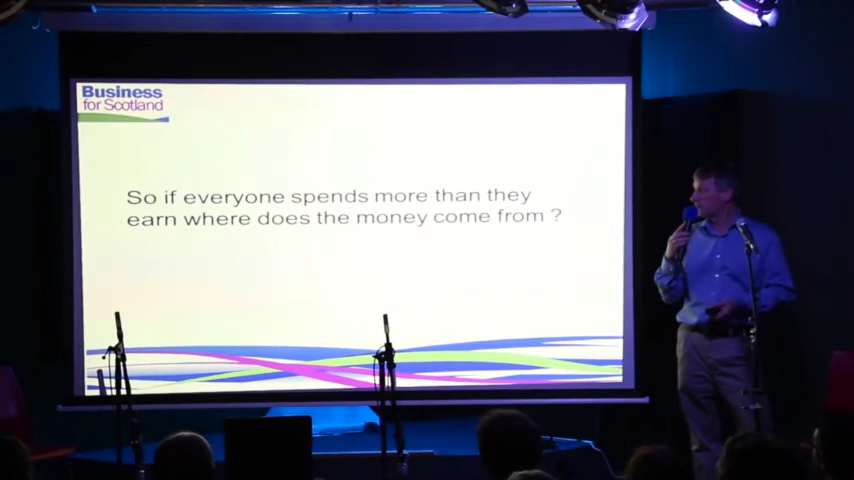 Business
for Scotland
So if everyone spends more than they
earn where does the money come from ?